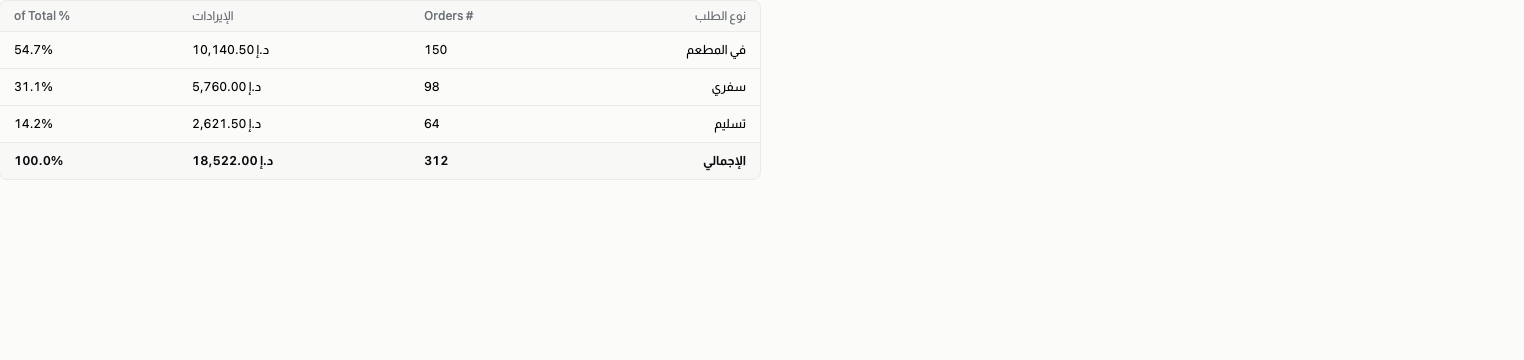 نوع الطلب # Orders الإيرادات % of Total
في المطعم 150 د.إ 10,140.50 54.7%
سفري 98 د.إ 5,760.00 31.1%
تسليم 64 د.إ 2,621.50 14.2%
الإجمالي 312 د.إ 18,522.00 100.0%